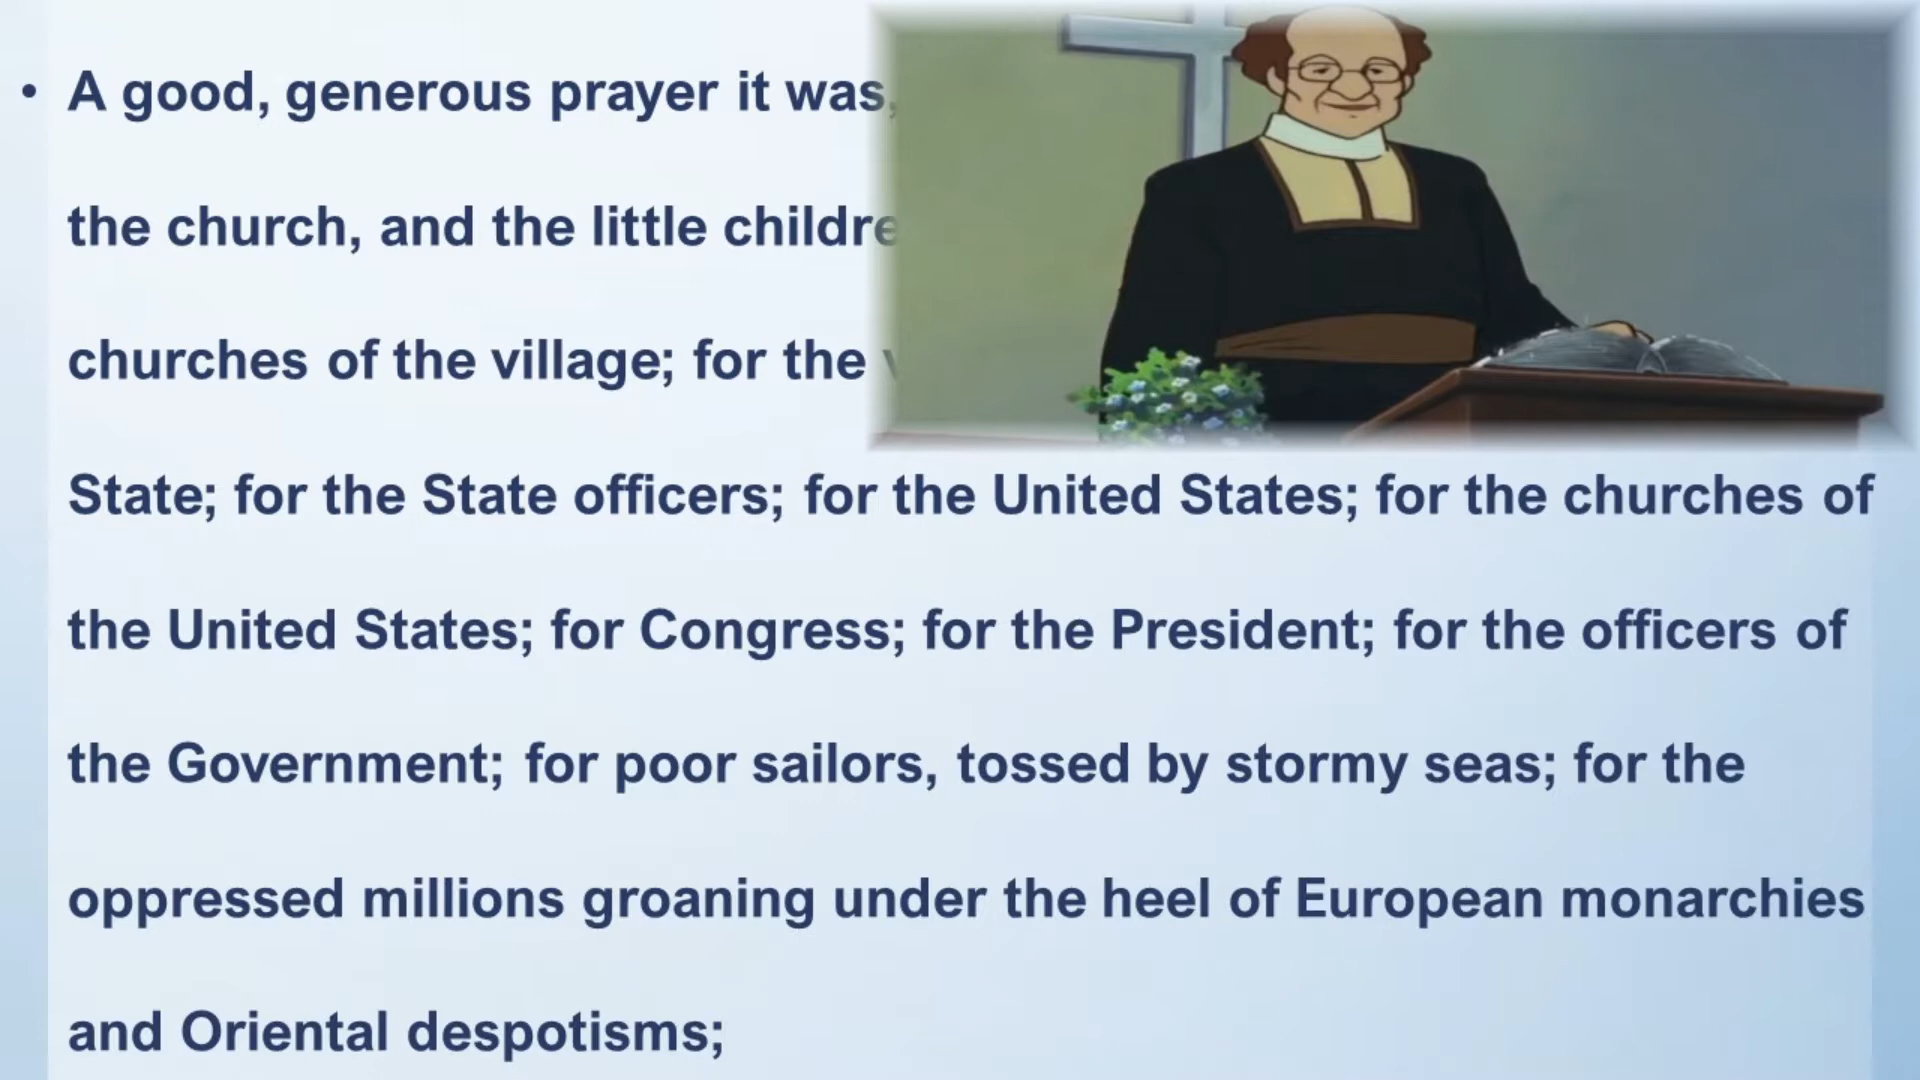 • A good, generous prayer it was,
the church, and the little
churches of the village; for the
State; for the State officers; for the United States; for the churches of
the United States; for Congress; for the President; for the officers of
the Government; for poor sailors, tossed by stormy seas; for the
oppressed millions groaning under the heel of European monarchies
and Oriental despotisms;